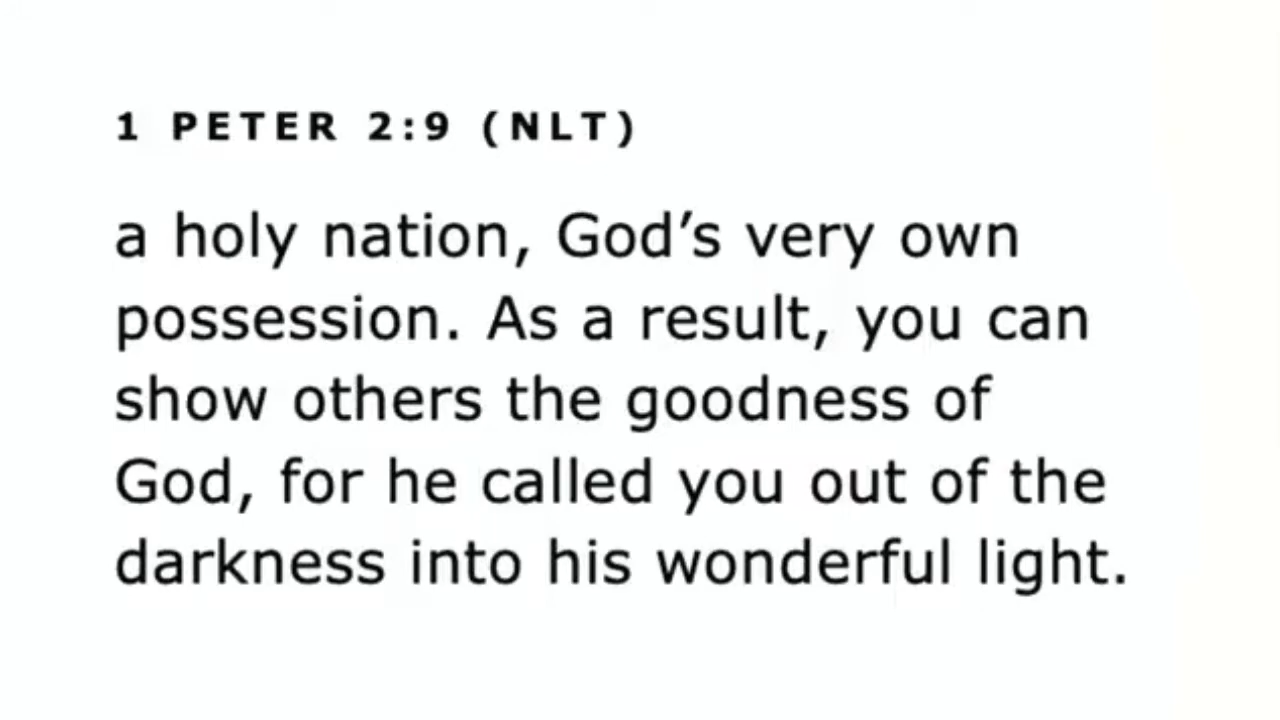 1 PETER 2:9 (NLT)
a holy nation, God’s very own
possession. As a result, you can
show others the goodness of
God, for he called you out of the
darkness into his wonderful light.